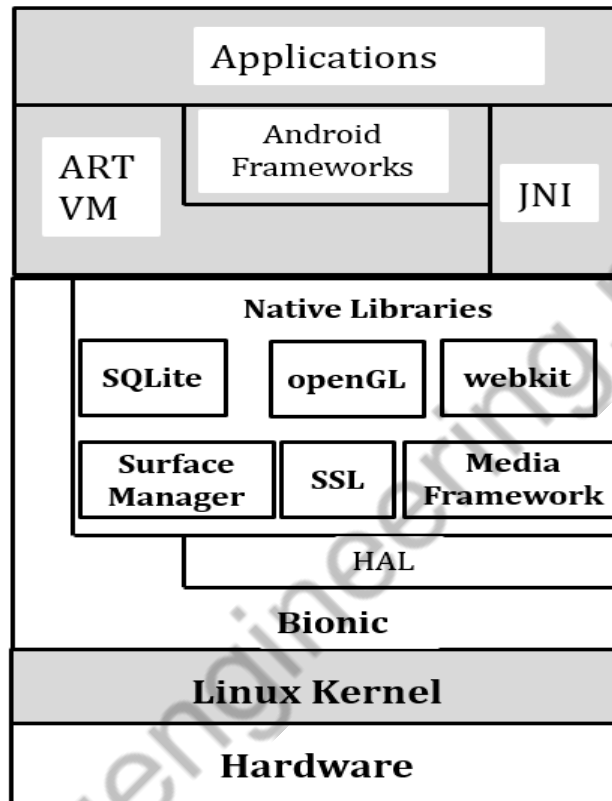 Applications
Android
Frameworks
ART
VM
JNI
Native Libraries
SQLite
openGL
webkit
Surface
Manager
SSL
Media
Framework
HAL
Bionic
Linux Kernel
Hardware